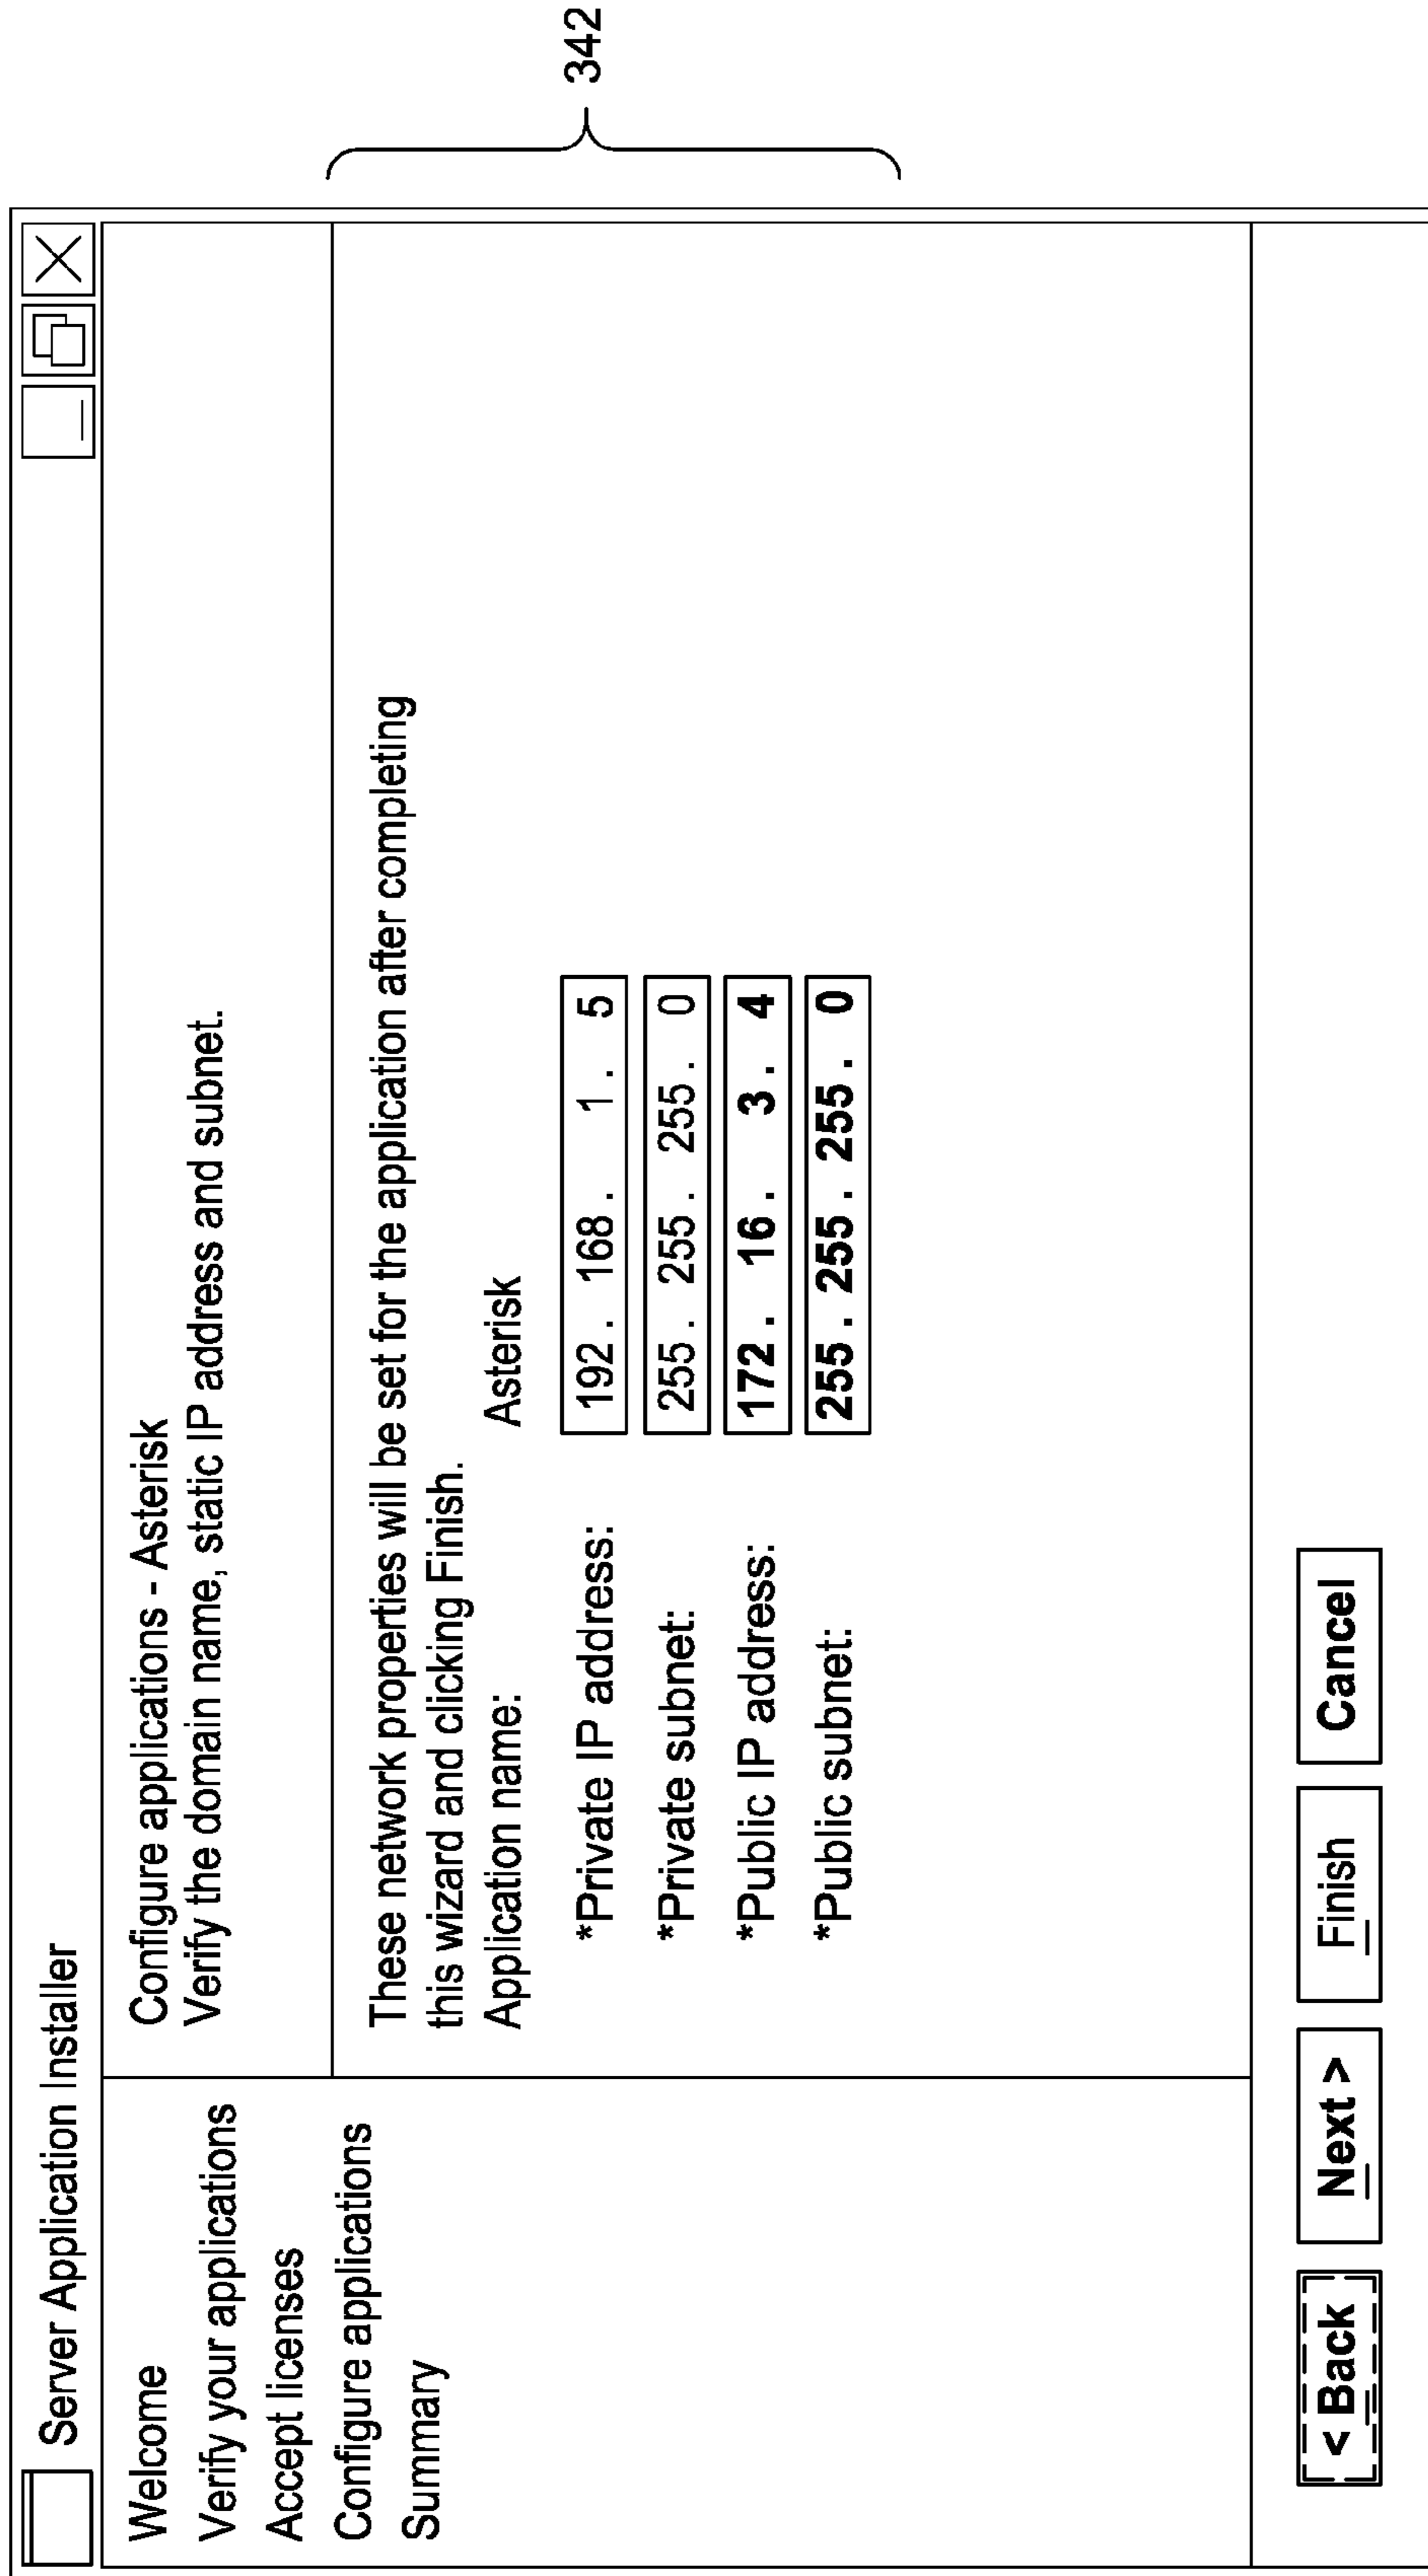 Server Application Installer
Welcome
Verify your applications
Accept licenses
Configure applications
Summary
Configure applications - Asterisk
Verify the domain name, static IP address and subnet.
These network properties will be set for the application after completing
this wizard and clicking Finish.
Application name: Asterisk
*Private IP address: 192 . 168 . 1 . 5
*Private subnet: 255 . 255 . 255 . 0
*Public IP address: 172 . 16 . 3 . 4
*Public subnet: 255 . 255 . 255 . 0
342
< Back Next > Finish Cancel